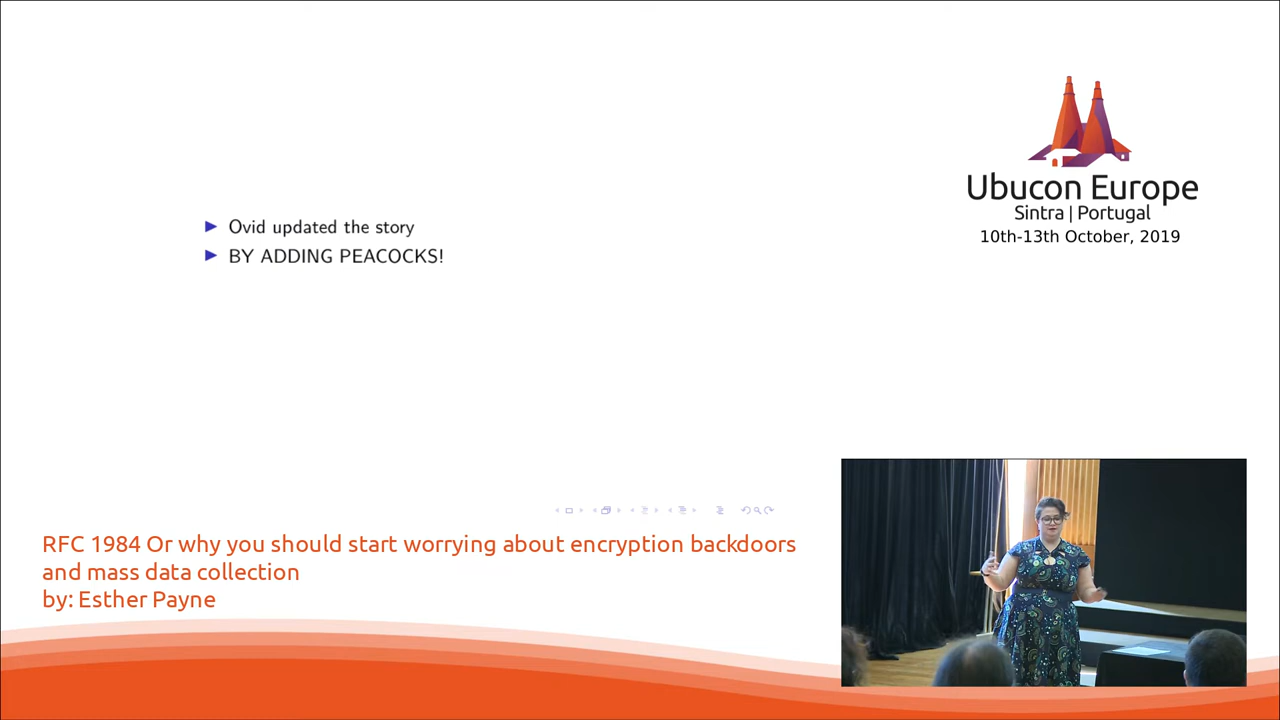 Ovid updated the story
BY ADDING PEACOCKS!
Ubucon Europe
Sintra | Portugal
10th-13th October, 2019
RFC 1984 Or why you should start worrying about encryption backdoors
and mass data collection
by: Esther Payne